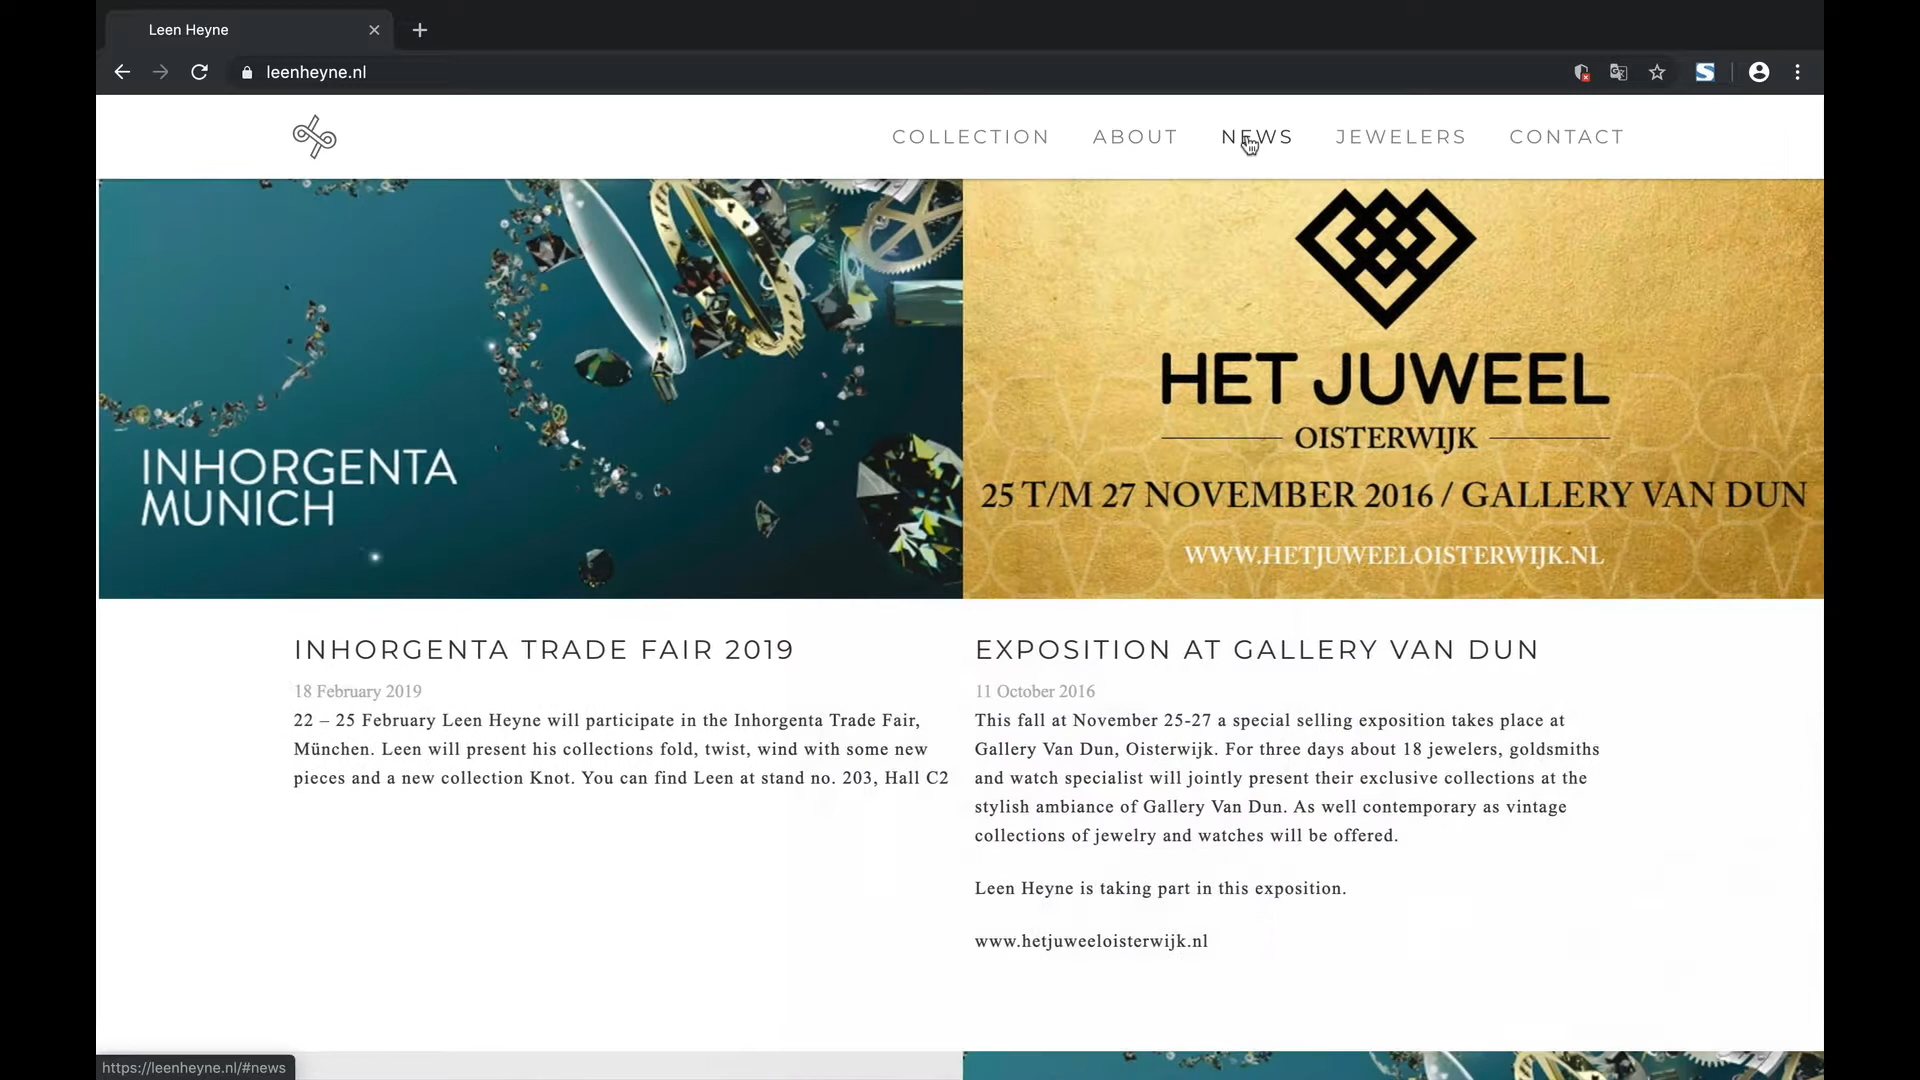 Leen Heyne
leenheyne.nl
COLLECTION ABOUT NEWS JEWELERS CONTACT
INHORGENTA
MUNICH
HET JUWEEL
OISTERWIJK
25 T/M 27 NOVEMBER 2016 / GALLERY VAN DUN
WWW.HETJUWEELOISTERWIJK.NL
INHORGENTA TRADE FAIR 2019
18 February 2019
22 – 25 February Leen Heyne will participate in the Inhorgenta Trade Fair,
München. Leen will present his collections fold, twist, wind with some new
pieces and a new collection Knot. You can find Leen at stand no. 203, Hall C2
EXPOSITION AT GALLERY VAN DUN
11 October 2016
This fall at November 25-27 a special selling exposition takes place at
Gallery Van Dun, Oisterwijk. For three days about 18 jewelers, goldsmiths
and watch specialist will jointly present their exclusive collections at the
stylish ambiance of Gallery Van Dun. As well contemporary as vintage
collections of jewelry and watches will be offered.
Leen Heyne is taking part in this exposition.
www.hetjuweeloisterwijk.nl
https://leenheyne.nl/#news